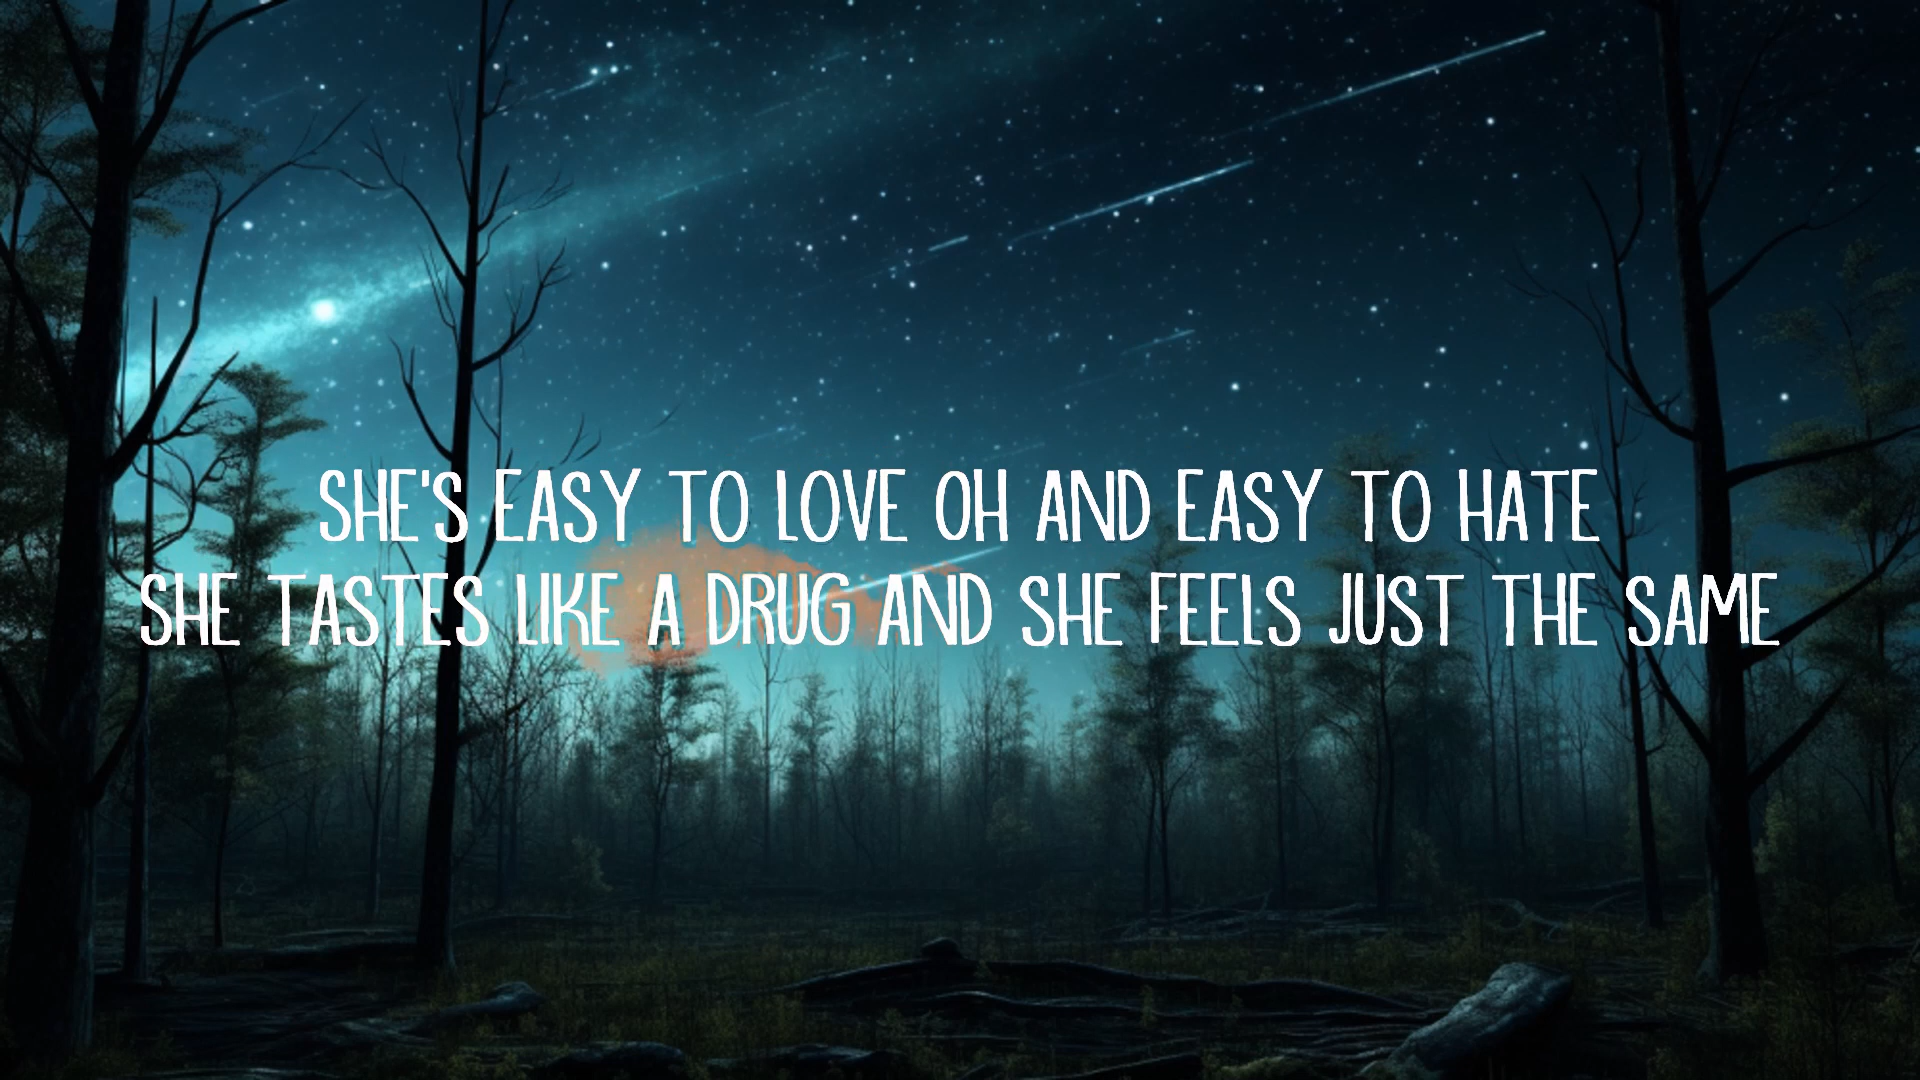 SHE'S EASY TO LOVE OH AND EASY TO HATE
SHE TASTES LIKE A DRUG AND SHE FEELS JUST THE SAME